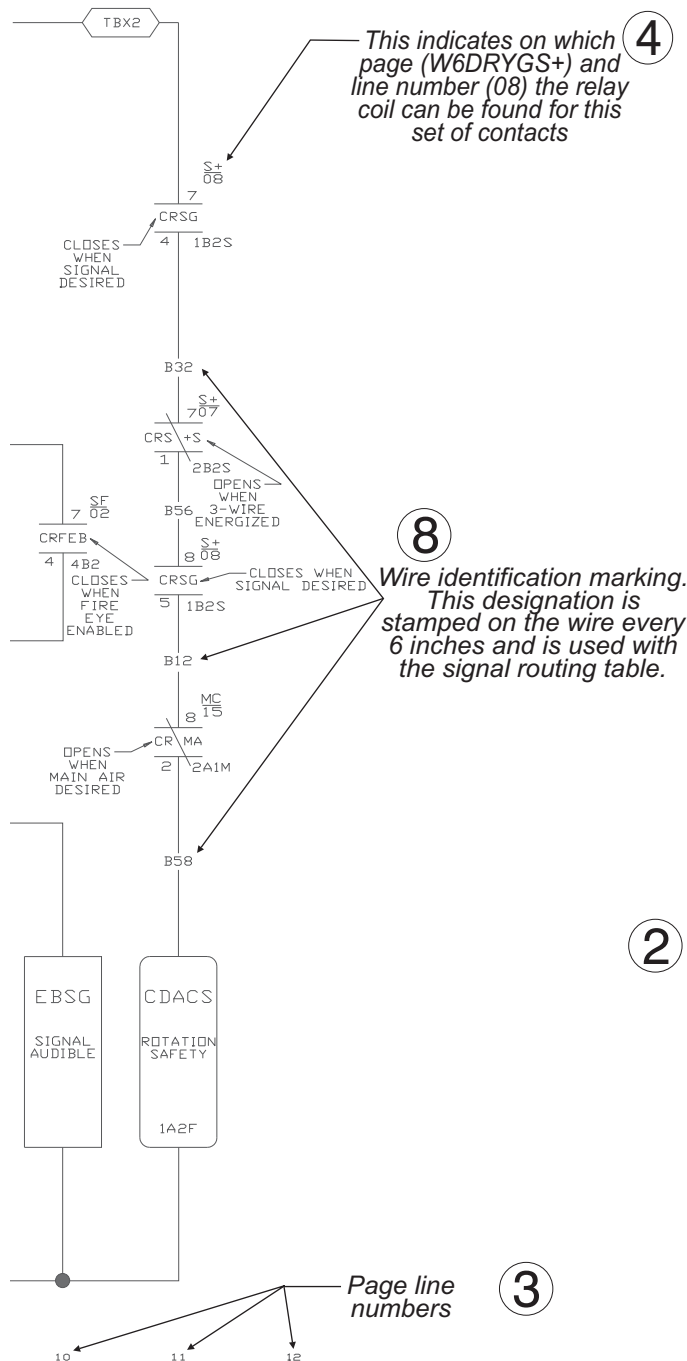 TBX2
This indicates on which
page (W6DRYGS+) and
line number (08) the relay
coil can be found for this
set of contacts
4
S+
08
7
CRSG
4 1B2S
CLOSES
WHEN
SIGNAL
DESIRED
B32
S+
07
7
CRS +S
1
2B2S
OPENS
WHEN
3-WIRE
ENERGIZED
B56
SF
02
7
CRFEB
4 4B2
CLOSES
WHEN
FIRE
EYE
ENABLED
S+
08
8
CRSG
5 1B2S
CLOSES WHEN
SIGNAL DESIRED
8
Wire identification marking.
This designation is
stamped on the wire every
6 inches and is used with
the signal routing table.
B12
MC
15
8
CR MA
2 2A1M
OPENS
WHEN
MAIN AIR
DESIRED
B58
2
EBSG
SIGNAL
AUDIBLE
CDACS
ROTATION
SAFETY
1A2F
Page line
numbers
3
10 11 12